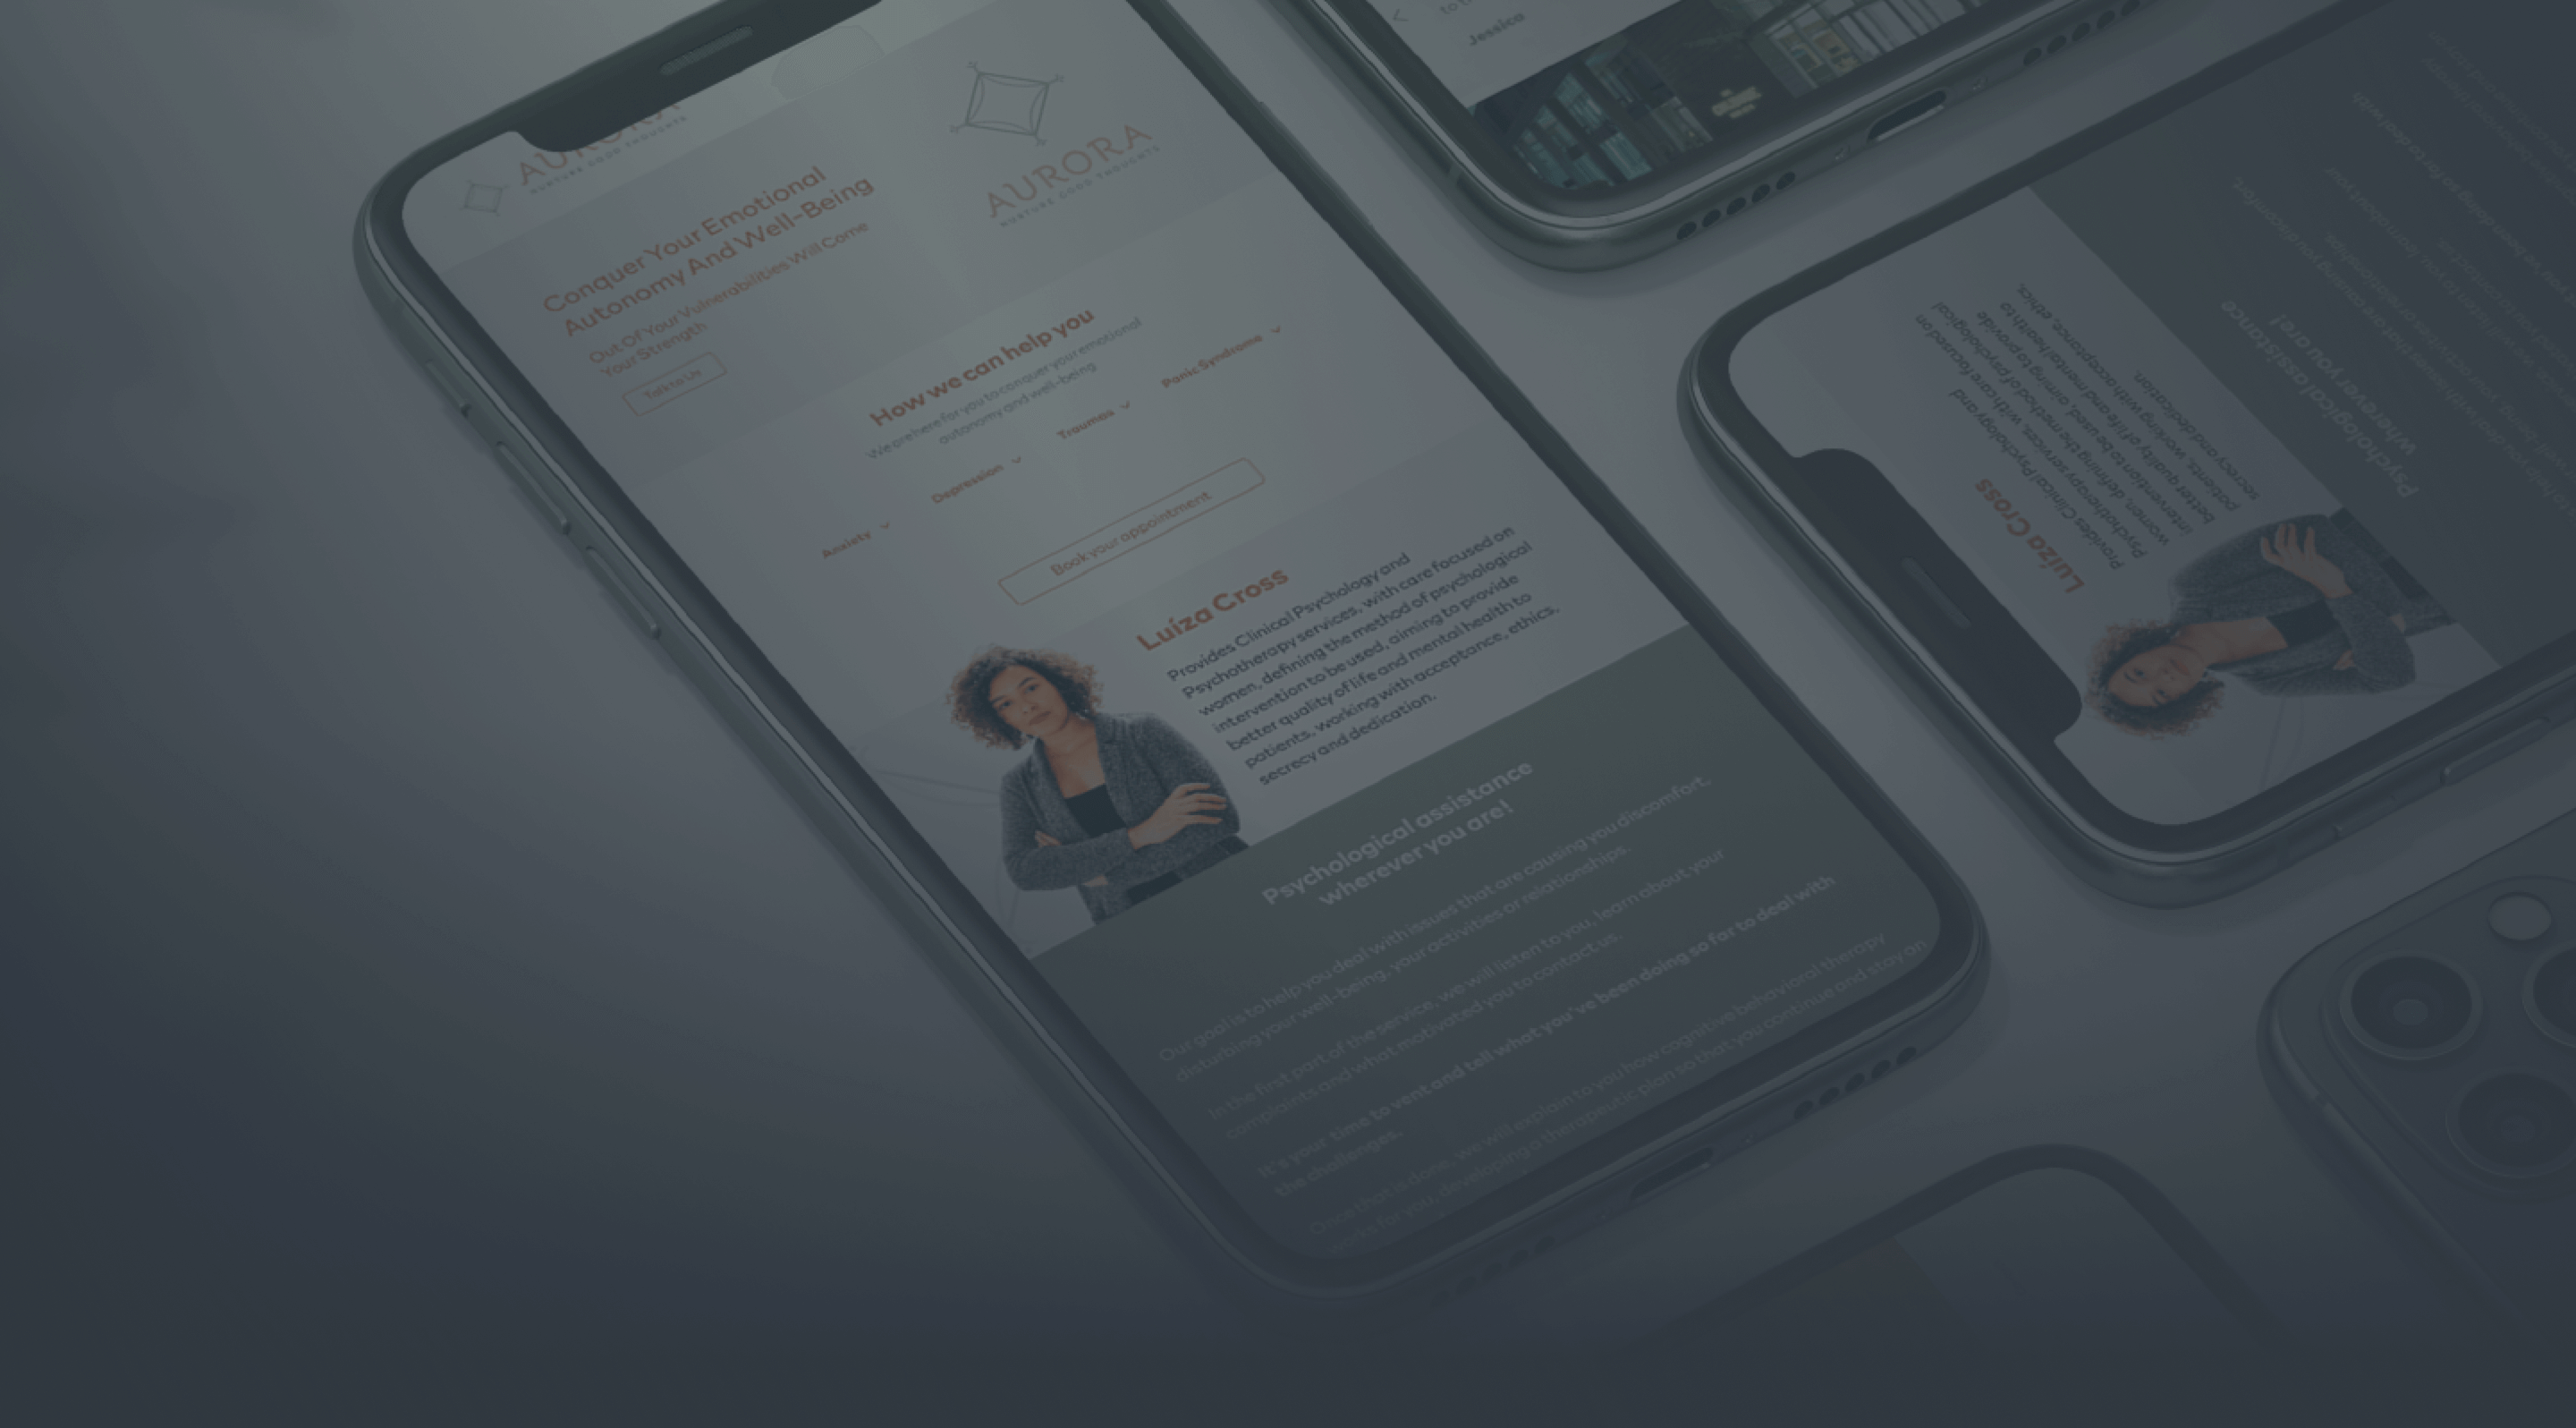 AURORA
NURTURE GOOD THOUGHTS
Conquer Your Emotional
Autonomy And Well-Being
Out Of Your Vulnerabilities Will Come
Your Strength
Talk to Us
AURORA
NURTURE GOOD THOUGHTS
How we can help you
We are here for you to conquer your emotional
autonomy and well-being
Anxiety
Depression
Traumas
Panic Syndrome
Book your appointment
Luíza Cross
Provides Clinical Psychology and
Psychotherapy services, with care focused on
women, defining the method of psychological
intervention to be used, aiming to provide
better quality of life and mental health to
patients, working with acceptance, ethics,
secrecy and dedication.
Psychological assistance
wherever you are!
Our goal is to help you deal with issues that are causing you discomfort,
disturbing your well-being, your activities or relationships.
In the first part of the service, we will listen to you, learn about your
complaints and what motivated you to contact us.
It's your time to vent and tell what you've been doing so far to deal with
the challenges.
Once that is done, we will explain to you how cognitive behavioral therapy
works for you, developing a therapeutic plan so that you continue and stay on
Jessica
Luíza Cross
Provides Clinical Psychology and
Psychotherapy services, with care focused on
women, defining the method of psychological
intervention to be used, aiming to provide
better quality of life and mental health to
patients, working with acceptance, ethics,
secrecy and dedication.
Psychological assistance
wherever you are!